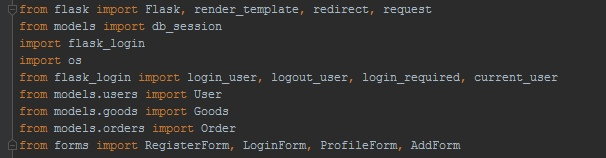 from flask import Flask, render_template, redirect, request
from models import db_session
import flask_login
import os
from flask_login import login_user, logout_user, login_required, current_user
from models.users import User
from models.goods import Goods
from models.orders import Order
from forms import RegisterForm, LoginForm, ProfileForm, AddForm